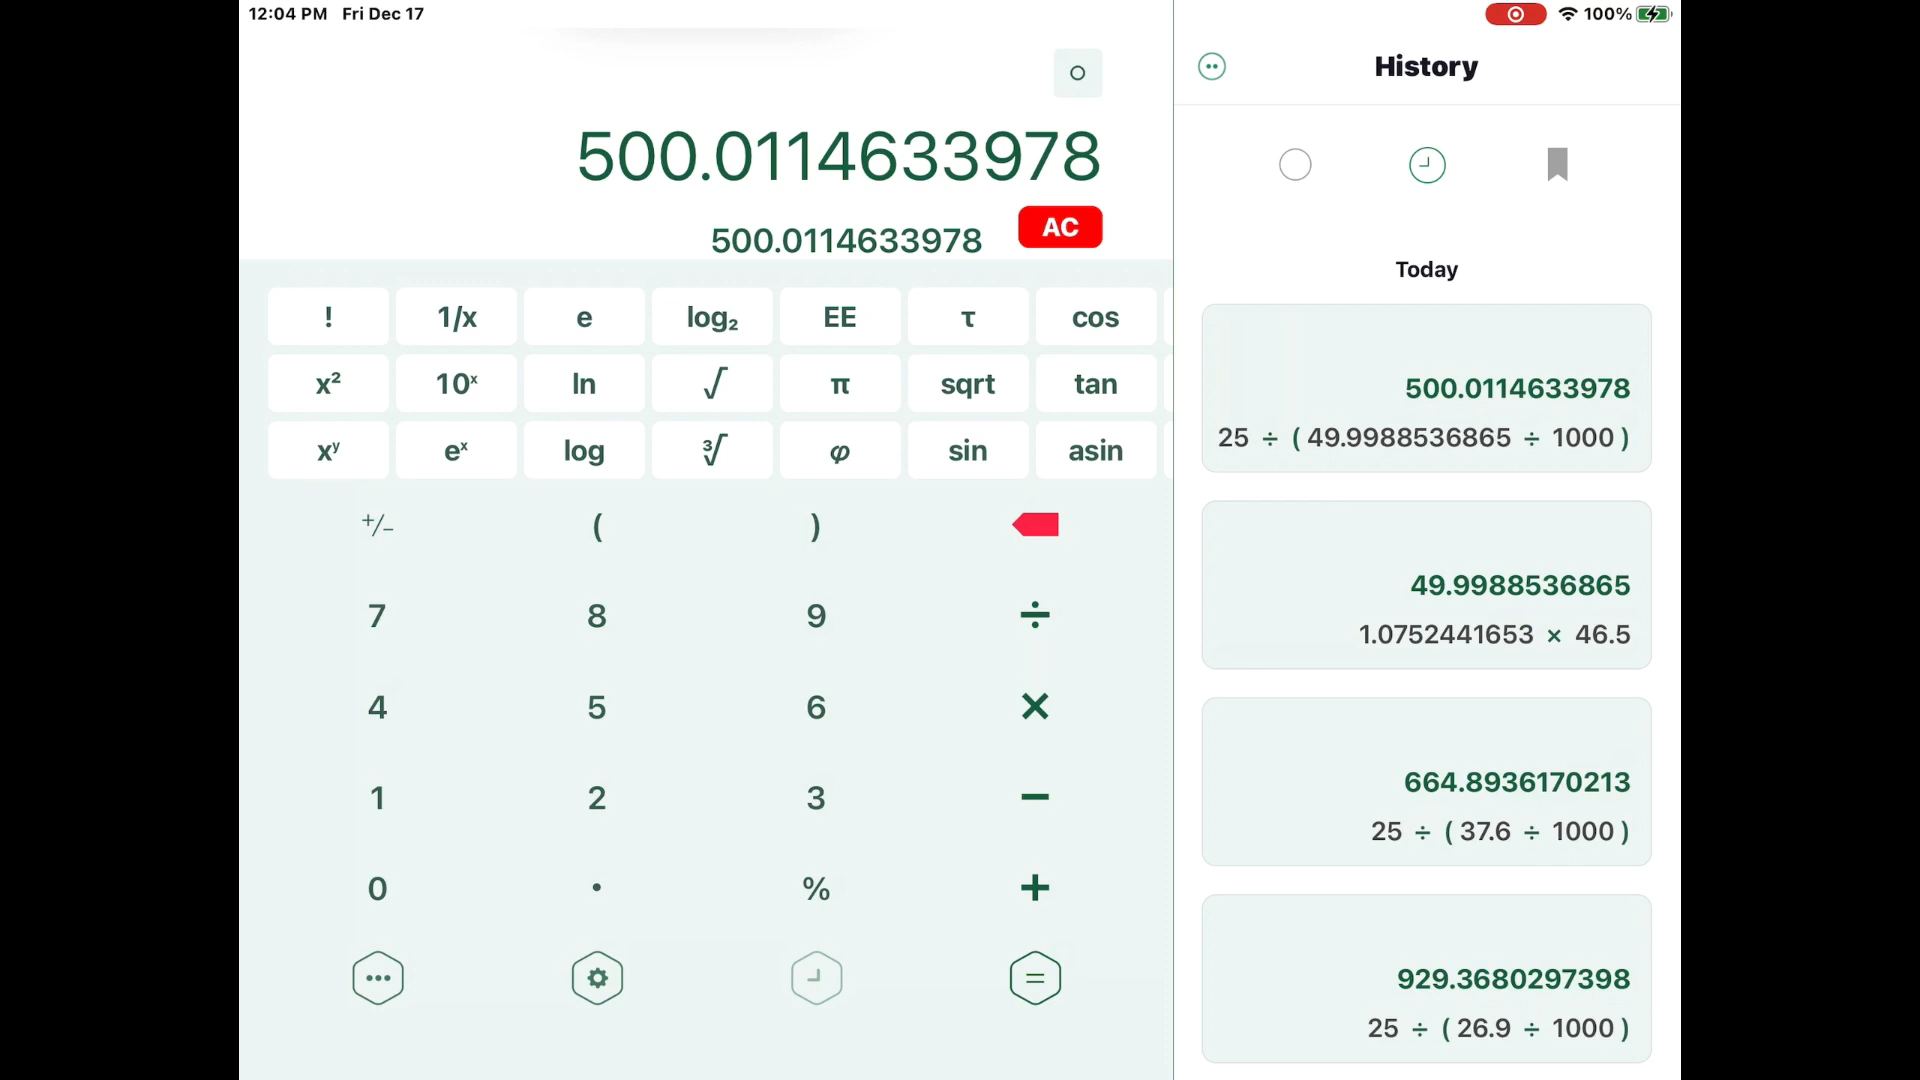 12:04 PM Fri Dec 17
100%
500.0114633978
500.0114633978
AC
! 1/x e log₂ EE τ cos
x² 10ˣ ln √ π sqrt tan
xʸ eˣ log ³√ φ sin asin
+/− ( )
7 8 9 ÷
4 5 6 ×
1 2 3 −
0 . % +
=
History
Today
500.0114633978
25 ÷ ( 49.9988536865 ÷ 1000 )
49.9988536865
1.0752441653 × 46.5
664.8936170213
25 ÷ ( 37.6 ÷ 1000 )
929.3680297398
25 ÷ ( 26.9 ÷ 1000 )